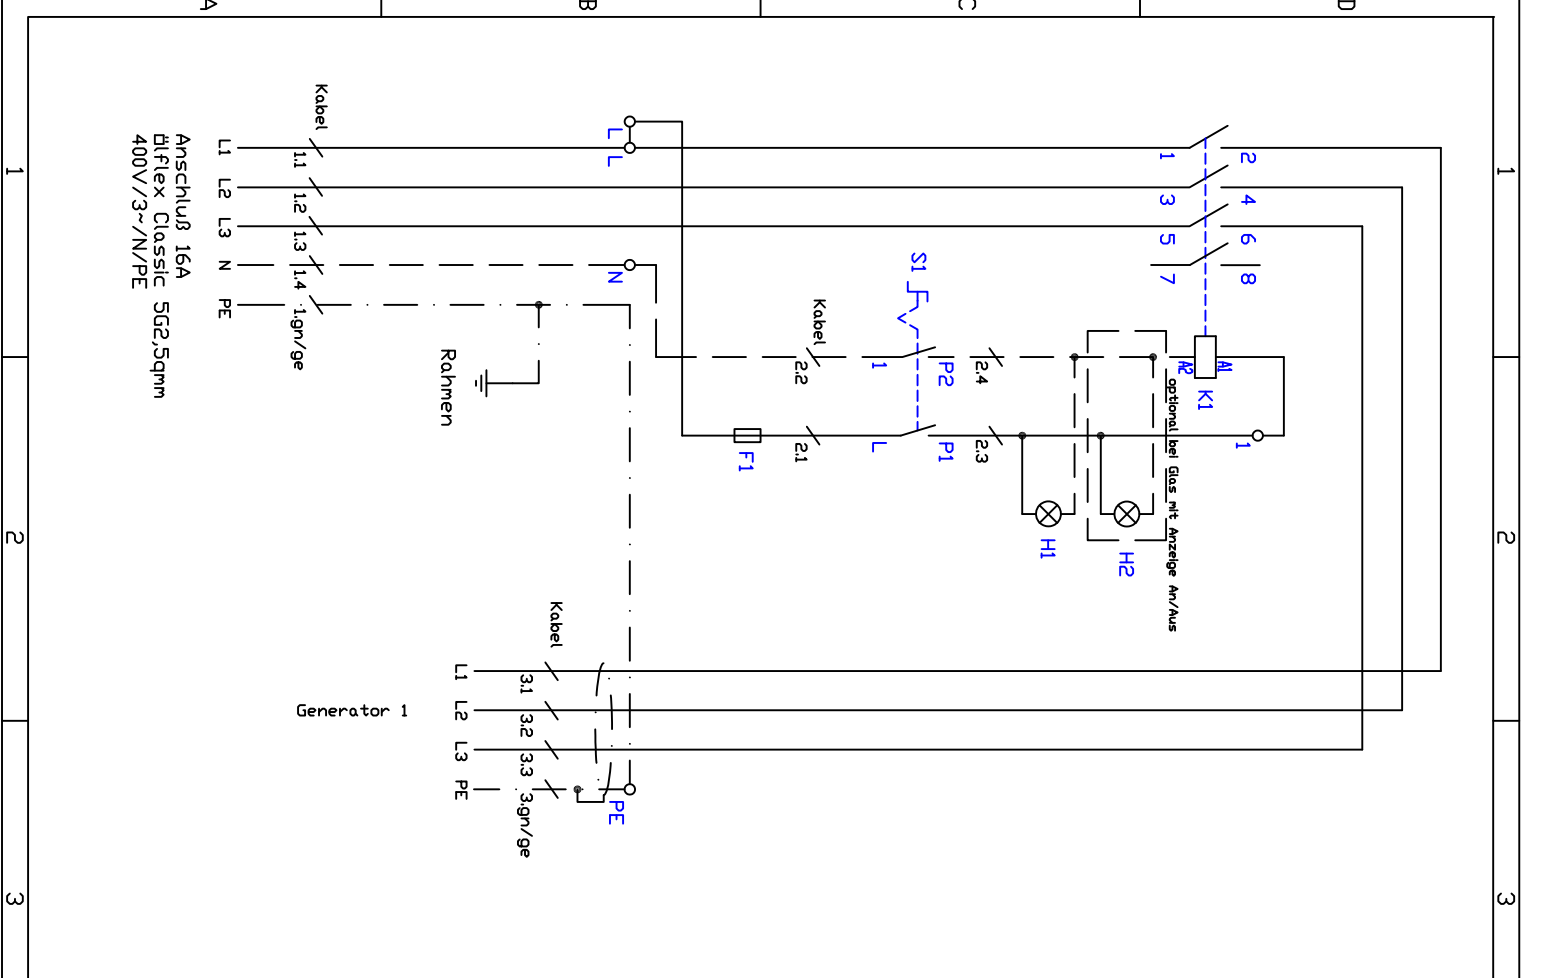 A
B
C
D
1
2
3
1
2
3
Anschluß 16A
Ölflex Classic 5G2,5qmm
400V/3~/N/PE
L1
L2
L3
N
PE
Kabel
1.1
1.2
1.3
1.4
1.gn/ge
L
L
N
Rahmen
1
2
3
4
5
6
7
8
S1
Kabel
2.2
2.1
F1
1
P2
L
P1
2.4
2.3
A2
A1
K1
1
optional bei Glas mit Anzeige An/Aus
H1
H2
Kabel
L1
L2
L3
PE
3.1
3.2
3.3
3.gn/ge
PE
Generator 1